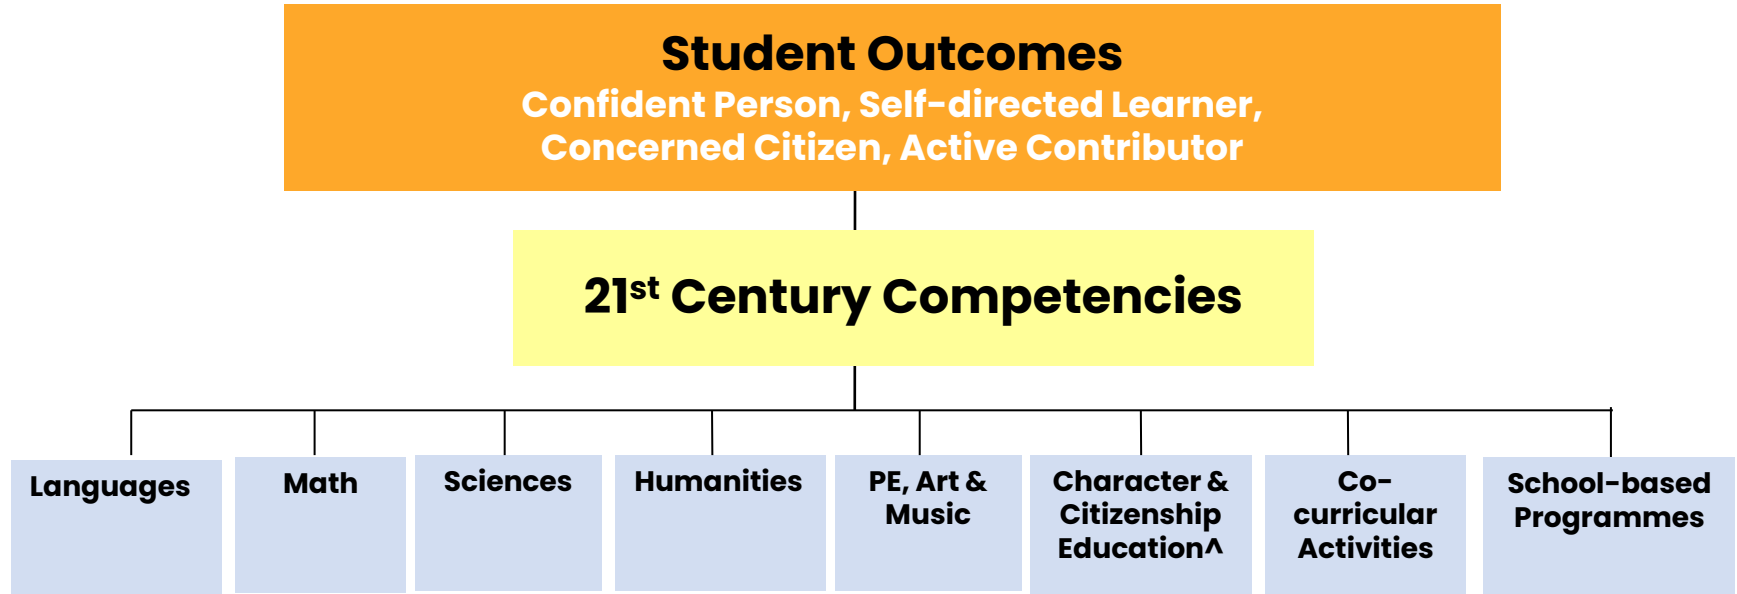 Student Outcomes
Confident Person, Self-directed Learner,
Concerned Citizen, Active Contributor
21st Century Competencies
Languages
Math
Sciences
Humanities
PE, Art &
Music
Character &
Citizenship
Education^
Co-
curricular
Activities
School-based
Programmes